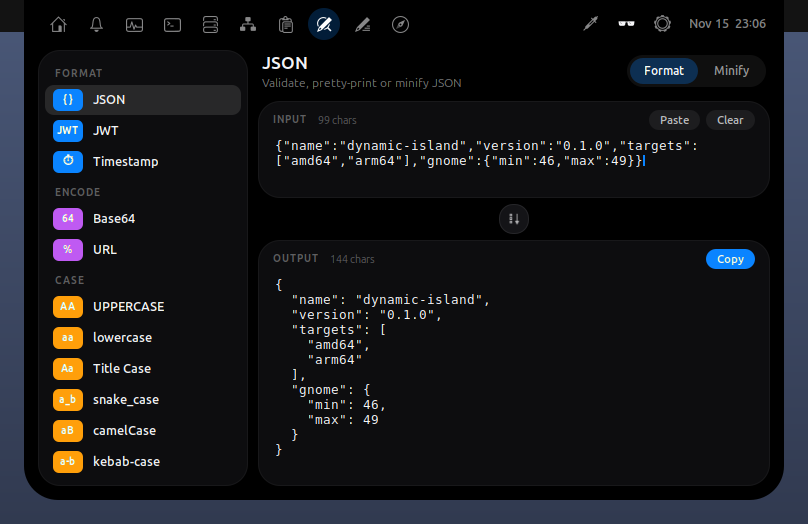 Nov 15 23:06
FORMAT
{} JSON
JWT JWT
Timestamp
ENCODE
64 Base64
% URL
CASE
AA UPPERCASE
aa lowercase
Aa Title Case
a_b snake_case
aB camelCase
a-b kebab-case
JSON
Validate, pretty-print or minify JSON
Format Minify
INPUT 99 chars Paste Clear
{"name":"dynamic-island","version":"0.1.0","targets":
["amd64","arm64"],"gnome":{"min":46,"max":49}}
OUTPUT 144 chars Copy
{
  "name": "dynamic-island",
  "version": "0.1.0",
  "targets": [
    "amd64",
    "arm64"
  ],
  "gnome": {
    "min": 46,
    "max": 49
  }
}